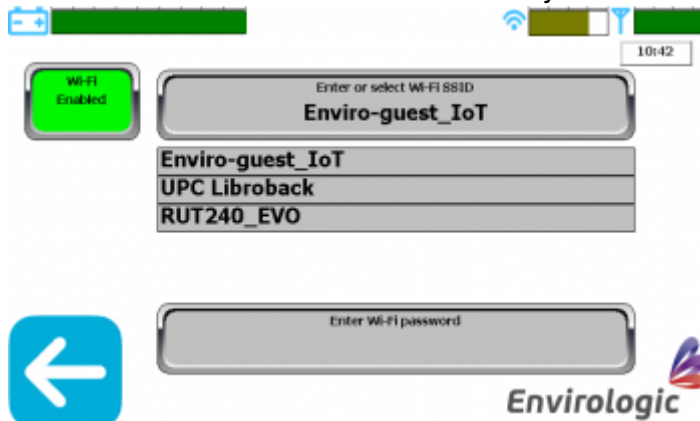 10:42
Wi-Fi
Enabled
Enter or select Wi-Fi SSID
Enviro-guest_IoT
Enviro-guest_IoT
UPC Libroback
RUT240_EVO
Enter Wi-Fi password
Envirologic